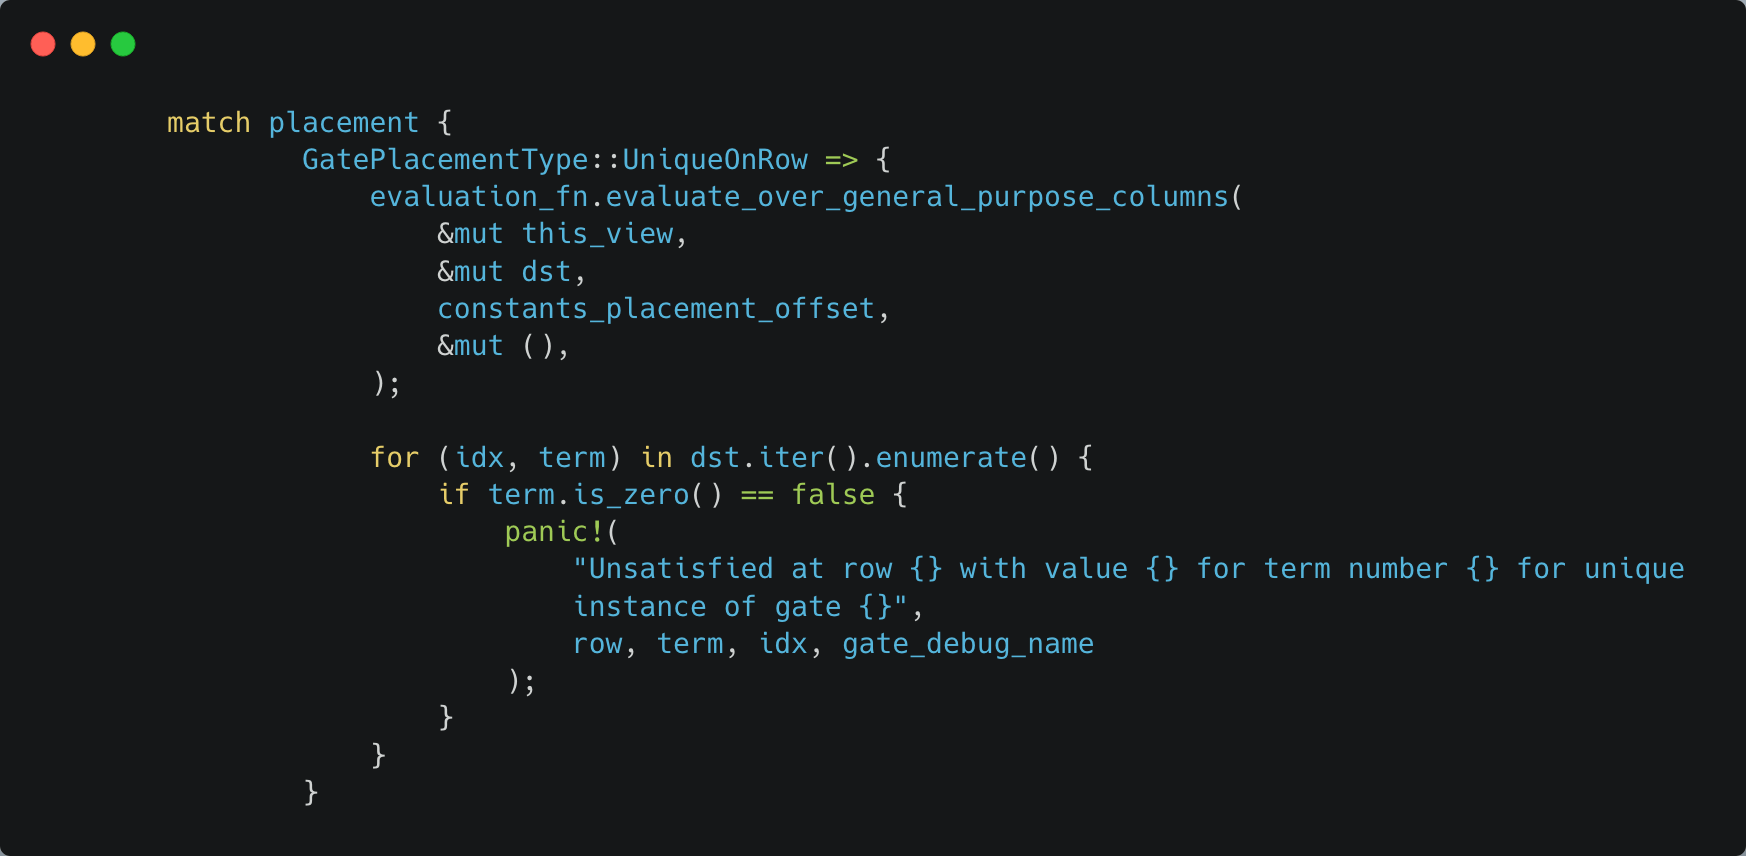 match placement {
GatePlacementType::UniqueOnRow => {
evaluation_fn.evaluate_over_general_purpose_columns(
&mut this_view,
&mut dst,
constants_placement_offset,
&mut (),
);
for (idx, term) in dst.iter().enumerate() {
if term.is_zero() == false {
panic!(
"Unsatisfied at row {} with value {} for term number {} for unique
instance of gate {}",
row, term, idx, gate_debug_name
);
}
}
}